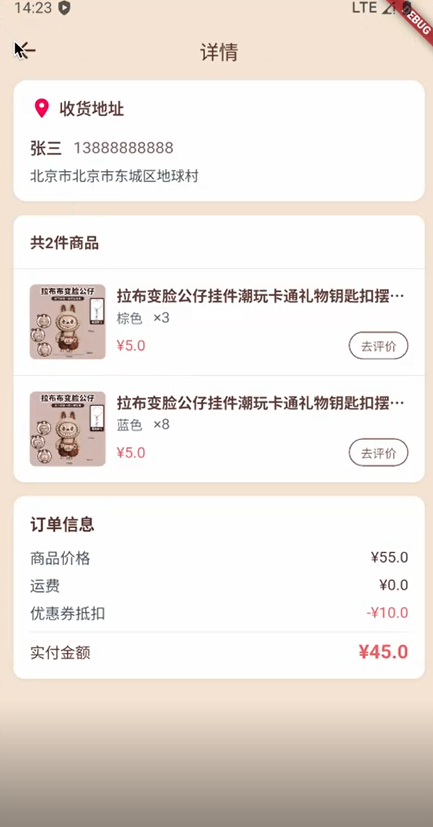 14:23
LTE
DEBUG
详情
收货地址
张三 13888888888
北京市北京市东城区地球村
共2件商品
拉布布变脸公仔
拉布布变脸公仔挂件潮玩卡通礼物钥匙扣摆…
棕色 ×3
¥5.0
去评价
拉布布变脸公仔
拉布布变脸公仔挂件潮玩卡通礼物钥匙扣摆…
蓝色 ×8
¥5.0
去评价
订单信息
商品价格 ¥55.0
运费 ¥0.0
优惠券抵扣 -¥10.0
实付金额 ¥45.0